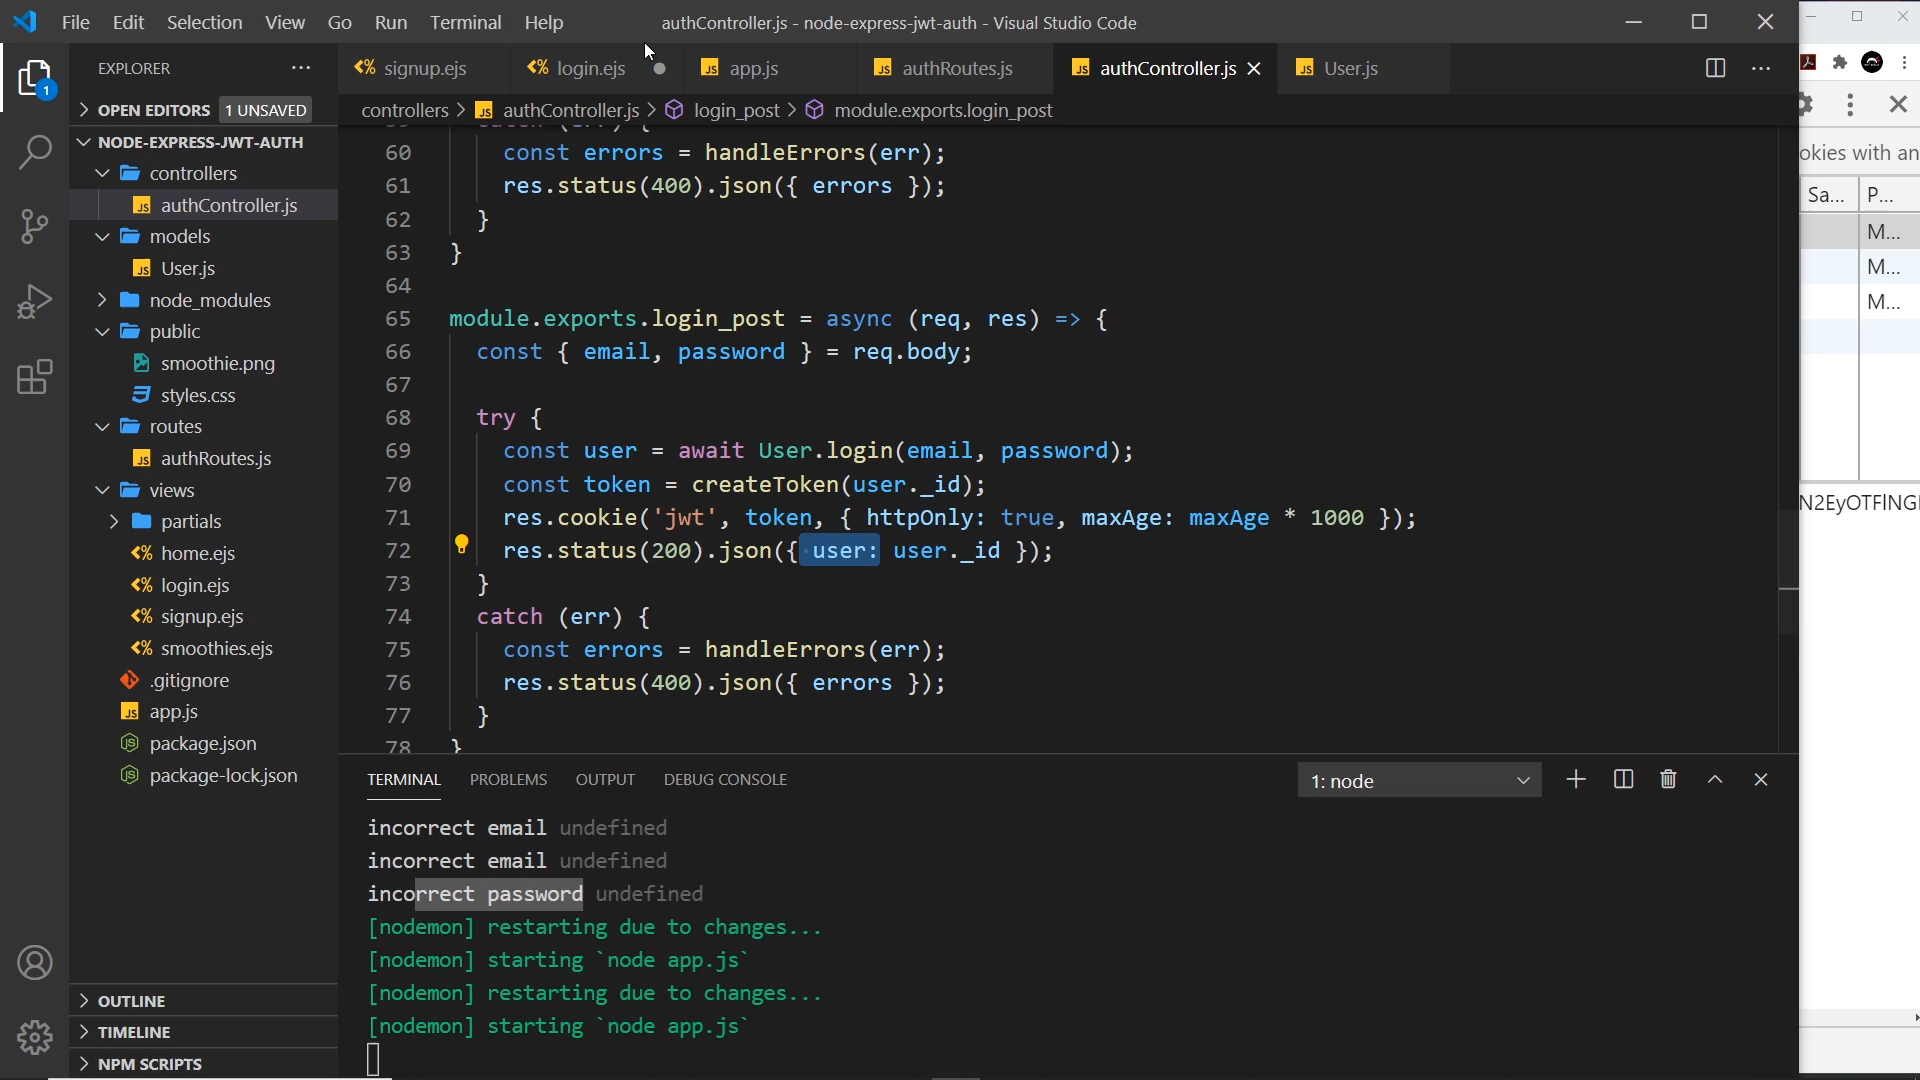 File Edit Selection View Go Run Terminal Help
authController.js - node-express-jwt-auth - Visual Studio Code
EXPLORER
1
OPEN EDITORS 1 UNSAVED
NODE-EXPRESS-JWT-AUTH
controllers
authController.js
models
User.js
node_modules
public
smoothie.png
styles.css
routes
authRoutes.js
views
partials
home.ejs
login.ejs
signup.ejs
smoothies.ejs
.gitignore
app.js
package.json
package-lock.json
OUTLINE
TIMELINE
NPM SCRIPTS
signup.ejs login.ejs app.js authRoutes.js authController.js User.js
controllers > authController.js > login_post > module.exports.login_post
60 const errors = handleErrors(err);
61 res.status(400).json({ errors });
62 }
63 }
64
65 module.exports.login_post = async (req, res) => {
66 const { email, password } = req.body;
67
68 try {
69 const user = await User.login(email, password);
70 const token = createToken(user._id);
71 res.cookie('jwt', token, { httpOnly: true, maxAge: maxAge * 1000 });
72 res.status(200).json({ user: user._id });
73 }
74 catch (err) {
75 const errors = handleErrors(err);
76 res.status(400).json({ errors });
77 }
78 }
TERMINAL PROBLEMS OUTPUT DEBUG CONSOLE
1: node
incorrect email undefined
incorrect email undefined
incorrect password undefined
[nodemon] restarting due to changes...
[nodemon] starting `node app.js`
[nodemon] restarting due to changes...
[nodemon] starting `node app.js`
okies with an
Sa... P...
M...
M...
M...